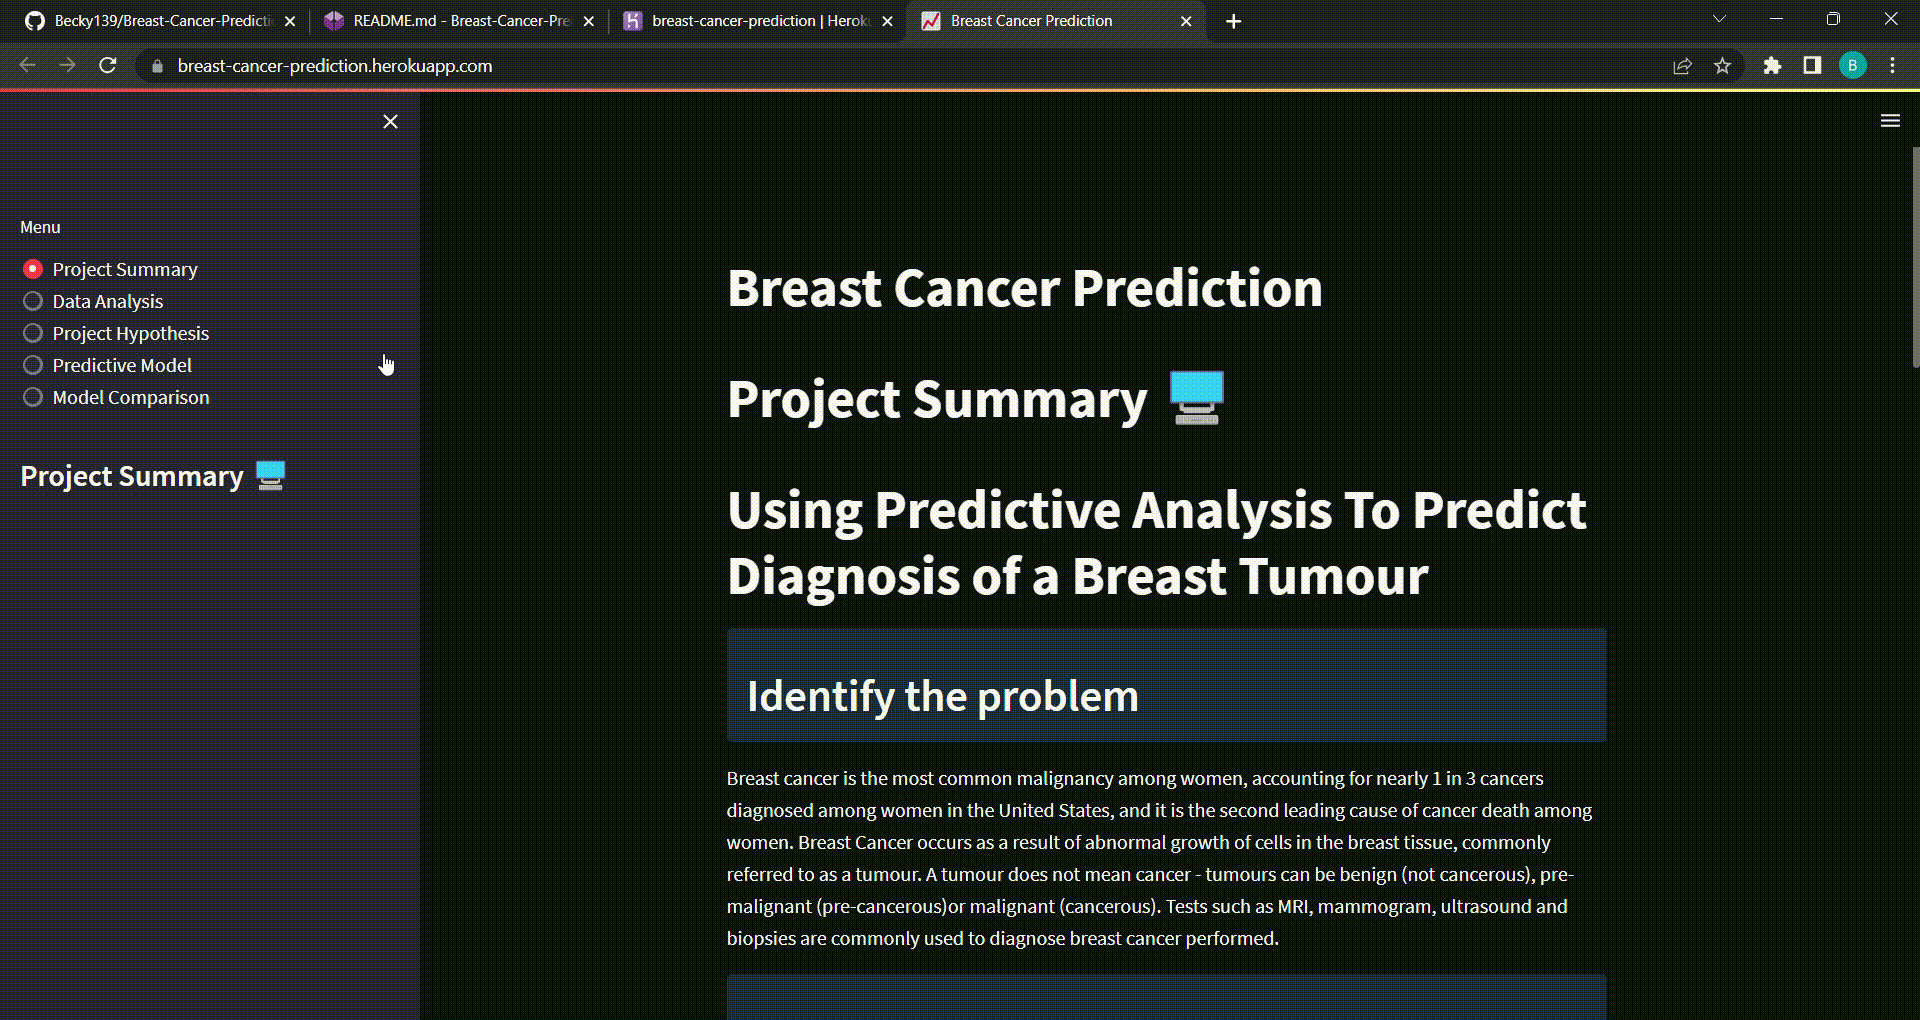 Becky139/Breast-Cancer-Predicti
README.md - Breast-Cancer-Pre
breast-cancer-prediction | Herok
Breast Cancer Prediction
breast-cancer-prediction.herokuapp.com
B
Menu
Project Summary
Data Analysis
Project Hypothesis
Predictive Model
Model Comparison
Project Summary
Breast Cancer Prediction
Project Summary
Using Predictive Analysis To Predict
Diagnosis of a Breast Tumour
Identify the problem
Breast cancer is the most common malignancy among women, accounting for nearly 1 in 3 cancers
diagnosed among women in the United States, and it is the second leading cause of cancer death among
women. Breast Cancer occurs as a result of abnormal growth of cells in the breast tissue, commonly
referred to as a tumour. A tumour does not mean cancer - tumours can be benign (not cancerous), pre-
malignant (pre-cancerous)or malignant (cancerous). Tests such as MRI, mammogram, ultrasound and
biopsies are commonly used to diagnose breast cancer performed.